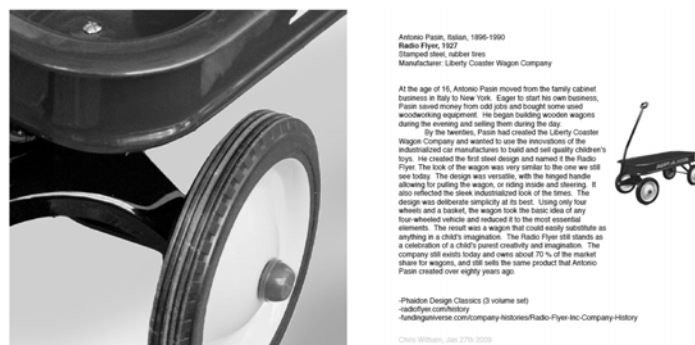 Antonio Pasin, Italian, 1896-1990
Radio Flyer, 1927
Stamped steel, rubber tires
Manufacturer: Liberty Coaster Wagon Company
At the age of 16, Antonio Pasin moved from the family cabinet
business in Italy to New York. Eager to start his own business,
Pasin saved money from odd jobs and bought some used
woodworking equipment. He began building wooden wagons
during the evening and selling them during the day.
By the twenties, Pasin had created the Liberty Coaster
Wagon Company and wanted to use the innovations of the
industrialized car manufactures to build and sell quality children's
toys. He created the first steel design and named it the Radio
Flyer. The look of the wagon was very similar to the one we still
see today. The design was versatile, with the hinged handle
allowing for pulling the wagon, or riding inside and steering. It
also reflected the sleek industrialized look of the times. The
design was deliberate simplicity at its best. Using only four
wheels and a basket, the wagon took the basic idea of any
four-wheeled vehicle and reduced it to the most essential
elements. The result was a wagon that could easily substitute as
anything in a child's imagination. The Radio Flyer still stands as
a celebration of a child's purest creativity and imagination. The
company still exists today and owns about 70 % of the market
share for wagons, and still sells the same product that Antonio
Pasin created over eighty years ago.
-Phaidon Design Classics (3 volume set)
-radioflyer.com/history
-fundinguniverse.com/company-histories/Radio-Flyer-Inc-Company-History
Chris Witham, Jan 27th 2009